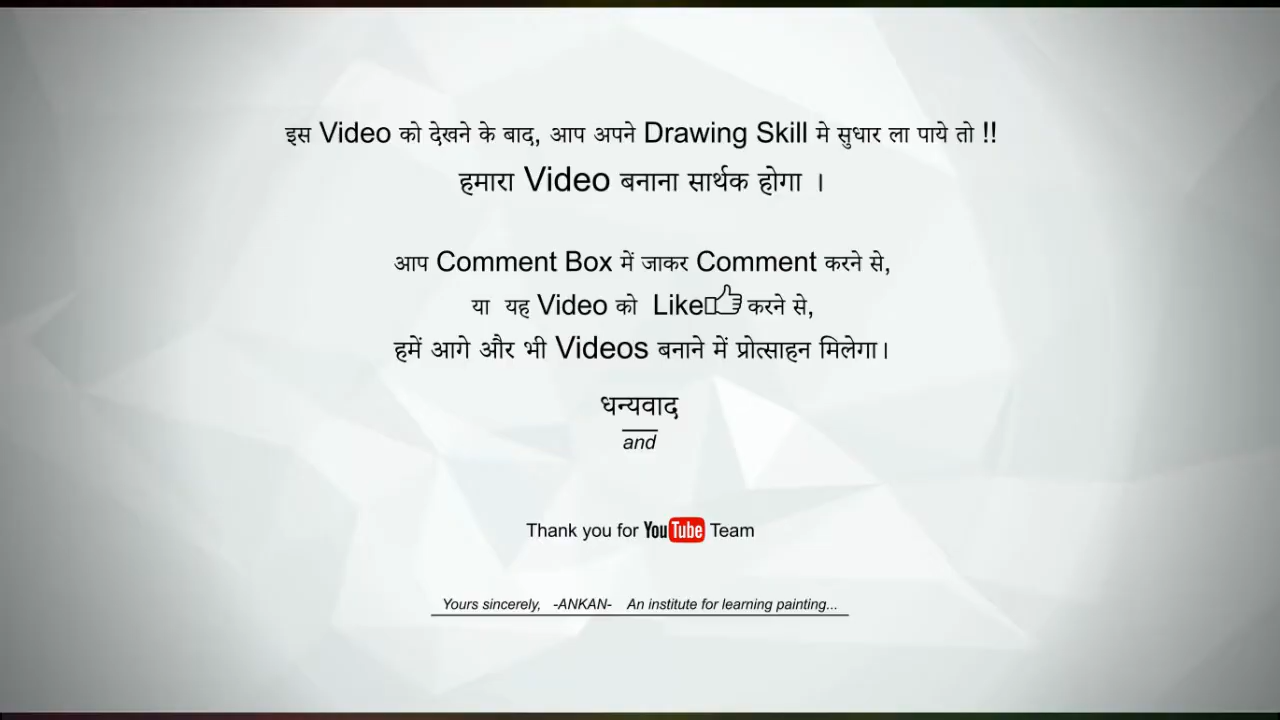 इस Video को देखने के बाद, आप अपने Drawing Skill मे सुधार ला पाये तो !!
हमारा Video बनाना सार्थक होगा ।
आप Comment Box में जाकर Comment करने से,
या यह Video को Like करने से,
हमें आगे और भी Videos बनाने में प्रोत्साहन मिलेगा।
धन्यवाद
and
Thank you for YouTube Team
Yours sincerely, -ANKAN- An institute for learning painting...